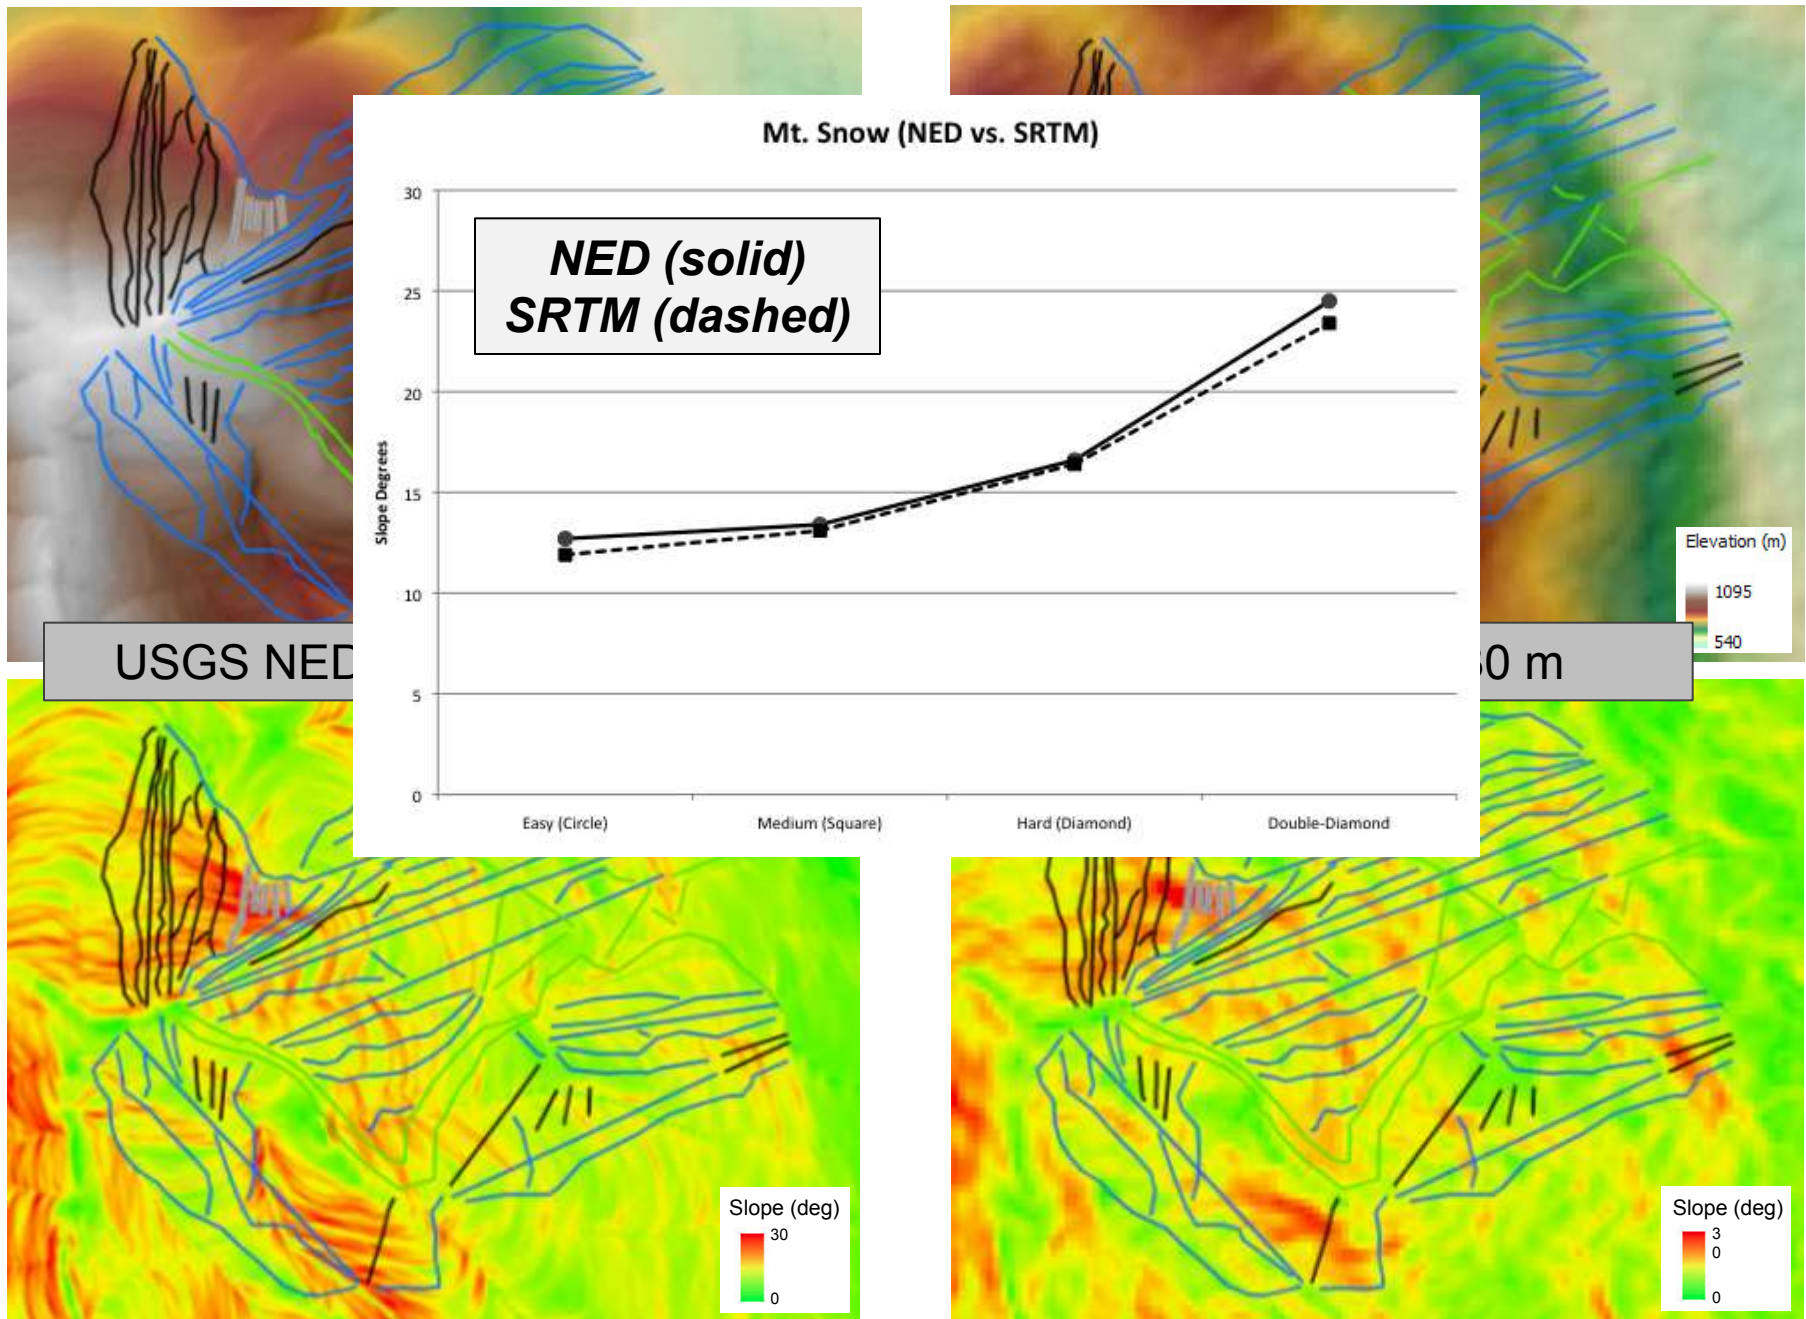 Mt. Snow (NED vs. SRTM)
30
25
20
15
10
5
0
Slope Degrees
NED (solid)
SRTM (dashed)
Easy (Circle)
Medium (Square)
Hard (Diamond)
Double-Diamond
Elevation (m)
1095
540
USGS NED
0 m
Slope (deg)
30
0
Slope (deg)
3
0
0